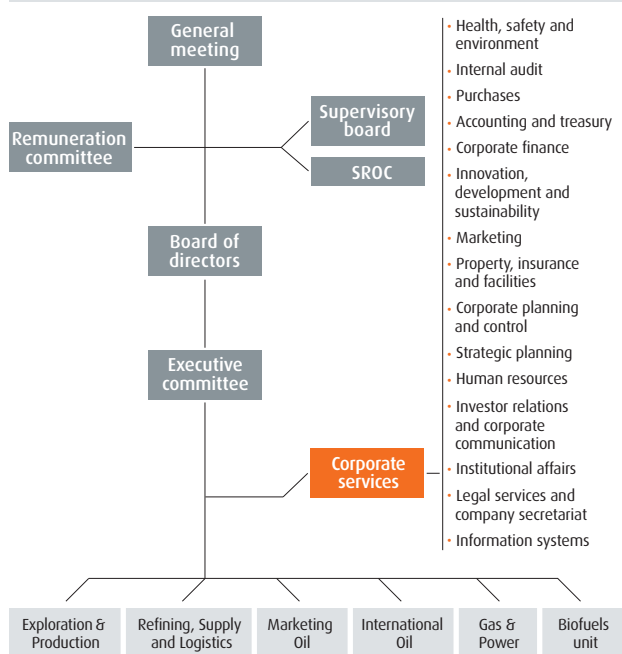 General
meeting
Remuneration
committee
Supervisory
board
SROC
Board of
directors
Executive
committee
Corporate
services
• Health, safety and
environment
• Internal audit
• Purchases
• Accounting and treasury
• Corporate finance
• Innovation,
development and
sustainability
• Marketing
• Property, insurance
and facilities
• Corporate planning
and control
• Strategic planning
• Human resources
• Investor relations
and corporate
communication
• Institutional affairs
• Legal services and
company secretariat
• Information systems
Exploration &
Production
Refining, Supply
and Logistics
Marketing
Oil
International
Oil
Gas &
Power
Biofuels
unit